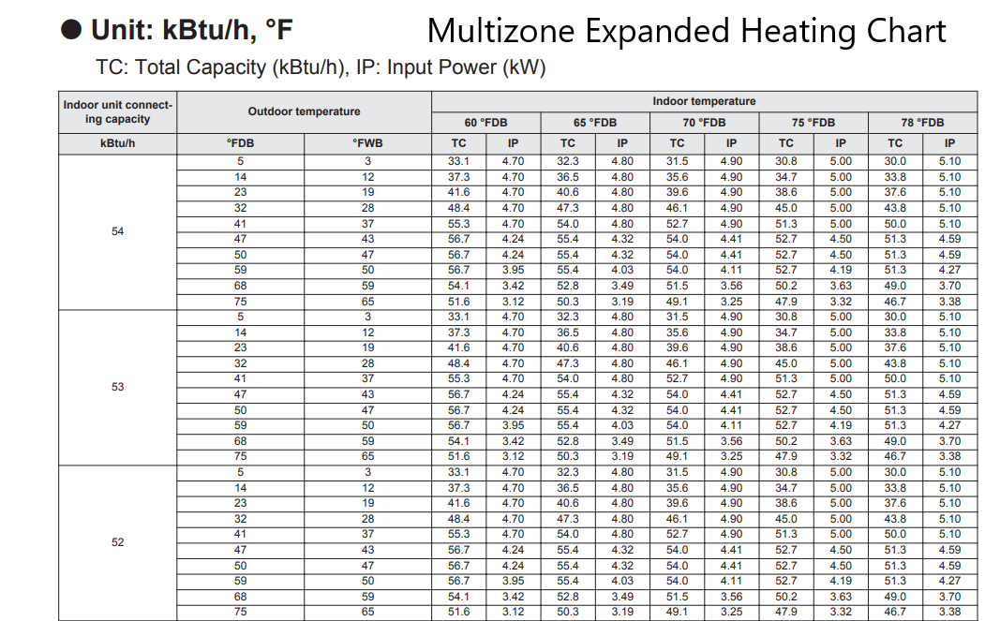 ● Unit: kBtu/h, °F Multizone Expanded Heating Chart
TC: Total Capacity (kBtu/h), IP: Input Power (kW)
Indoor unit connect-
ing capacity
Outdoor temperature
Indoor temperature
60 °FDB 65 °FDB 70 °FDB 75 °FDB 78 °FDB
kBtu/h °FDB °FWB TC IP TC IP TC IP TC IP TC IP
54
5 3 33.1 4.70 32.3 4.80 31.5 4.90 30.8 5.00 30.0 5.10
14 12 37.3 4.70 36.5 4.80 35.6 4.90 34.7 5.00 33.8 5.10
23 19 41.6 4.70 40.6 4.80 39.6 4.90 38.6 5.00 37.6 5.10
32 28 48.4 4.70 47.3 4.80 46.1 4.90 45.0 5.00 43.8 5.10
41 37 55.3 4.70 54.0 4.80 52.7 4.90 51.3 5.00 50.0 5.10
47 43 56.7 4.24 55.4 4.32 54.0 4.41 52.7 4.50 51.3 4.59
50 47 56.7 4.24 55.4 4.32 54.0 4.41 52.7 4.50 51.3 4.59
59 50 56.7 3.95 55.4 4.03 54.0 4.11 52.7 4.19 51.3 4.27
68 59 54.1 3.42 52.8 3.49 51.5 3.56 50.2 3.63 49.0 3.70
75 65 51.6 3.12 50.3 3.19 49.1 3.25 47.9 3.32 46.7 3.38
53
5 3 33.1 4.70 32.3 4.80 31.5 4.90 30.8 5.00 30.0 5.10
14 12 37.3 4.70 36.5 4.80 35.6 4.90 34.7 5.00 33.8 5.10
23 19 41.6 4.70 40.6 4.80 39.6 4.90 38.6 5.00 37.6 5.10
32 28 48.4 4.70 47.3 4.80 46.1 4.90 45.0 5.00 43.8 5.10
41 37 55.3 4.70 54.0 4.80 52.7 4.90 51.3 5.00 50.0 5.10
47 43 56.7 4.24 55.4 4.32 54.0 4.41 52.7 4.50 51.3 4.59
50 47 56.7 4.24 55.4 4.32 54.0 4.41 52.7 4.50 51.3 4.59
59 50 56.7 3.95 55.4 4.03 54.0 4.11 52.7 4.19 51.3 4.27
68 59 54.1 3.42 52.8 3.49 51.5 3.56 50.2 3.63 49.0 3.70
75 65 51.6 3.12 50.3 3.19 49.1 3.25 47.9 3.32 46.7 3.38
52
5 3 33.1 4.70 32.3 4.80 31.5 4.90 30.8 5.00 30.0 5.10
14 12 37.3 4.70 36.5 4.80 35.6 4.90 34.7 5.00 33.8 5.10
23 19 41.6 4.70 40.6 4.80 39.6 4.90 38.6 5.00 37.6 5.10
32 28 48.4 4.70 47.3 4.80 46.1 4.90 45.0 5.00 43.8 5.10
41 37 55.3 4.70 54.0 4.80 52.7 4.90 51.3 5.00 50.0 5.10
47 43 56.7 4.24 55.4 4.32 54.0 4.41 52.7 4.50 51.3 4.59
50 47 56.7 4.24 55.4 4.32 54.0 4.41 52.7 4.50 51.3 4.59
59 50 56.7 3.95 55.4 4.03 54.0 4.11 52.7 4.19 51.3 4.27
68 59 54.1 3.42 52.8 3.49 51.5 3.56 50.2 3.63 49.0 3.70
75 65 51.6 3.12 50.3 3.19 49.1 3.25 47.9 3.32 46.7 3.38